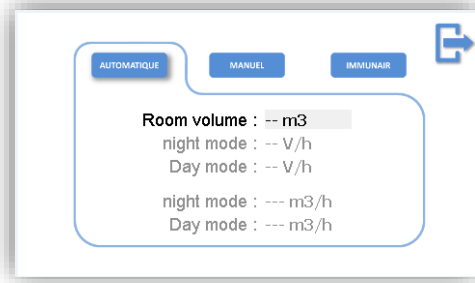 AUTOMATIQUE MANUEL IMMUNAIR
Room volume : -- m3
night mode : -- V/h
Day mode : -- V/h
night mode : --- m3/h
Day mode : --- m3/h